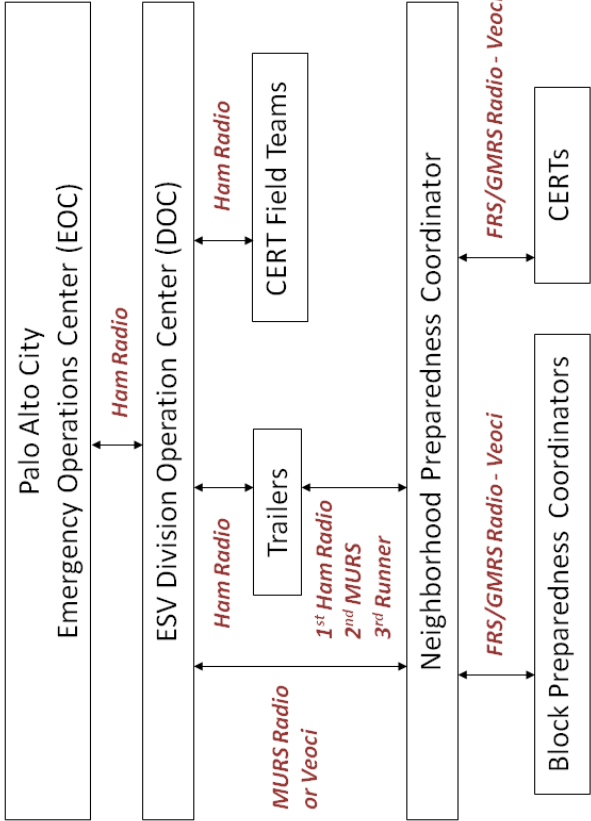 Palo Alto City
Emergency Operations Center (EOC)
Ham Radio
ESV Division Operation Center (DOC)
MURS Radio
or Veoci
Ham Radio
Ham Radio
Trailers
CERT Field Teams
1st Ham Radio
2nd MURS
3rd Runner
Neighborhood Preparedness Coordinator
FRS/GMRS Radio - Veoci
FRS/GMRS Radio - Veoci
Block Preparedness Coordinators
CERTs